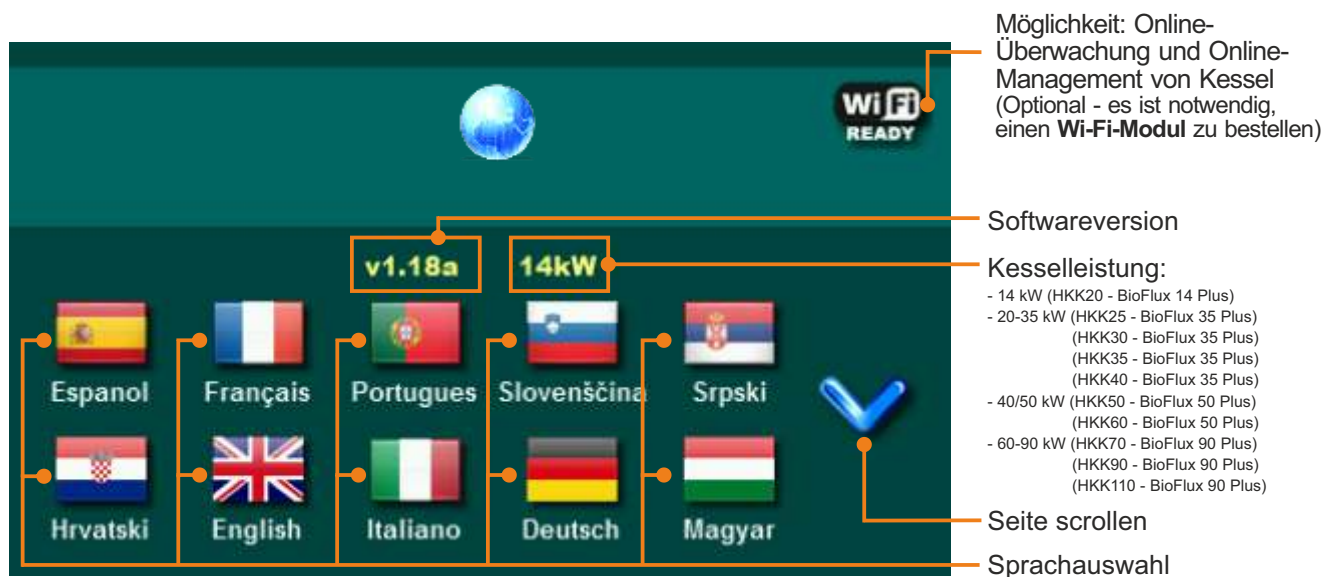 Möglichkeit: Online-
Überwachung und Online-
Management von Kessel
(Optional - es ist notwendig,
einen Wi-Fi-Modul zu bestellen)
Wi Fi
READY
Softwareversion
v1.18a
14kW
Kesselleistung:
- 14 kW (HKK20 - BioFlux 14 Plus)
- 20-35 kW (HKK25 - BioFlux 35 Plus)
(HKK30 - BioFlux 35 Plus)
(HKK35 - BioFlux 35 Plus)
(HKK40 - BioFlux 35 Plus)
- 40/50 kW (HKK50 - BioFlux 50 Plus)
(HKK60 - BioFlux 50 Plus)
- 60-90 kW (HKK70 - BioFlux 90 Plus)
(HKK90 - BioFlux 90 Plus)
(HKK110 - BioFlux 90 Plus)
Espanol
Français
Portugues
Slovenščina
Srpski
Hrvatski
English
Italiano
Deutsch
Magyar
Seite scrollen
Sprachauswahl